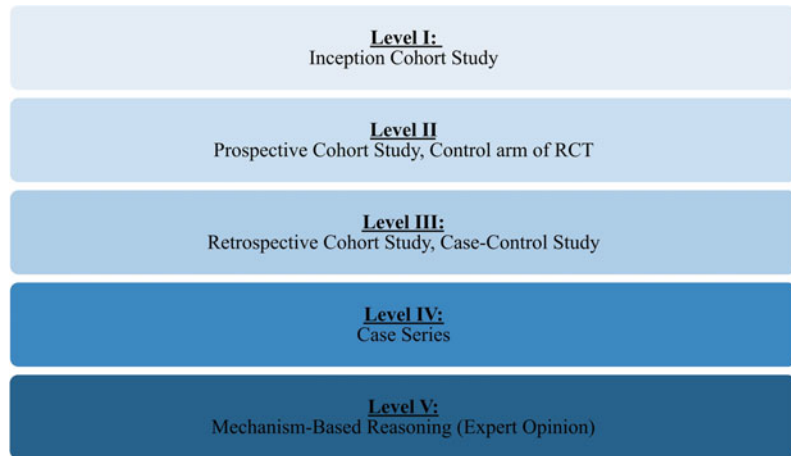 Level I:
Inception Cohort Study
Level II
Prospective Cohort Study, Control arm of RCT
Level III:
Retrospective Cohort Study, Case-Control Study
Level IV:
Case Series
Level V:
Mechanism-Based Reasoning (Expert Opinion)